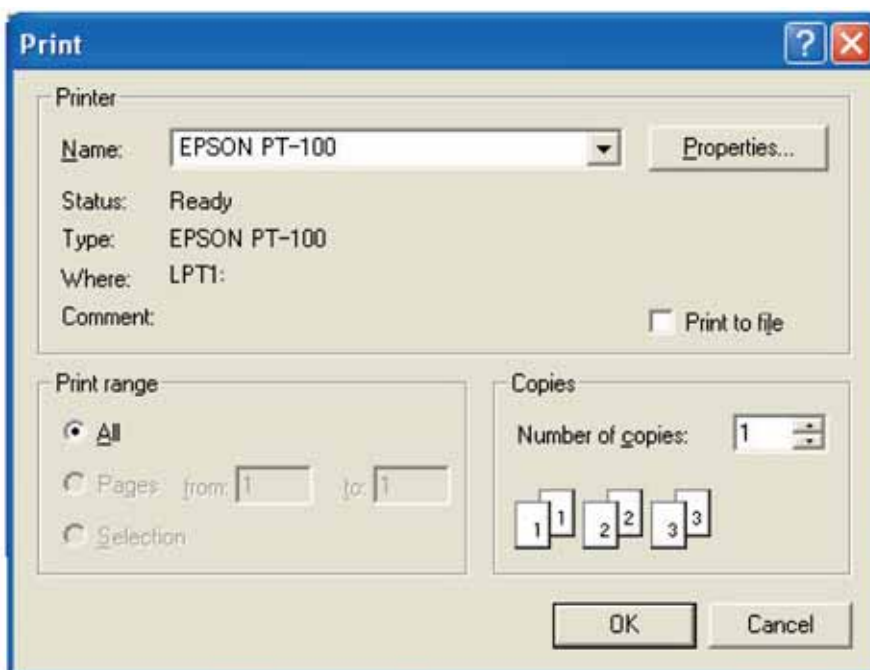 Print
Printer
Name: EPSON PT-100 Properties...
Status: Ready
Type: EPSON PT-100
Where: LPT1:
Comment: Print to file
Print range
All
Pages from: 1 to: 1
Selection
Copies
Number of copies: 1
1 1 2 2 3 3
OK Cancel